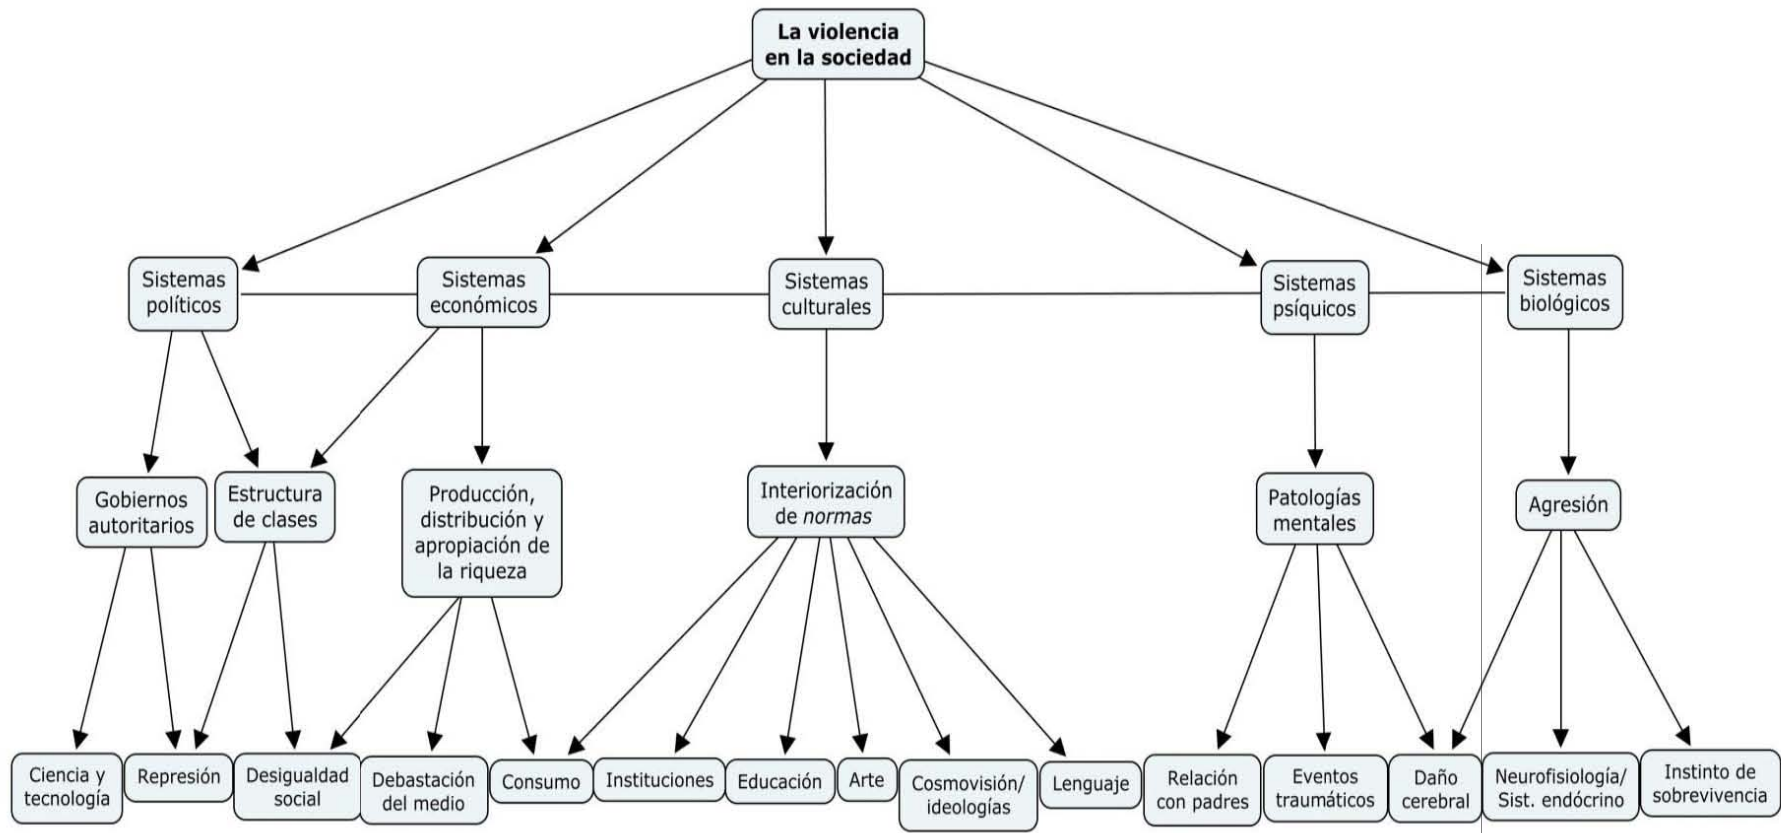 La violencia
en la sociedad
Sistemas
políticos
Sistemas
económicos
Sistemas
culturales
Sistemas
psíquicos
Sistemas
biológicos
Gobiernos
autoritarios
Estructura
de clases
Producción,
distribución y
apropiación de
la riqueza
Interiorización
de normas
Patologías
mentales
Agresión
Ciencia y
tecnología
Represión
Desigualdad
social
Debastación
del medio
Consumo
Instituciones
Educación
Arte
Cosmovisión/
ideologías
Lenguaje
Relación
con padres
Eventos
traumáticos
Daño
cerebral
Neurofisiología/
Sist. endócrino
Instinto de
sobrevivencia